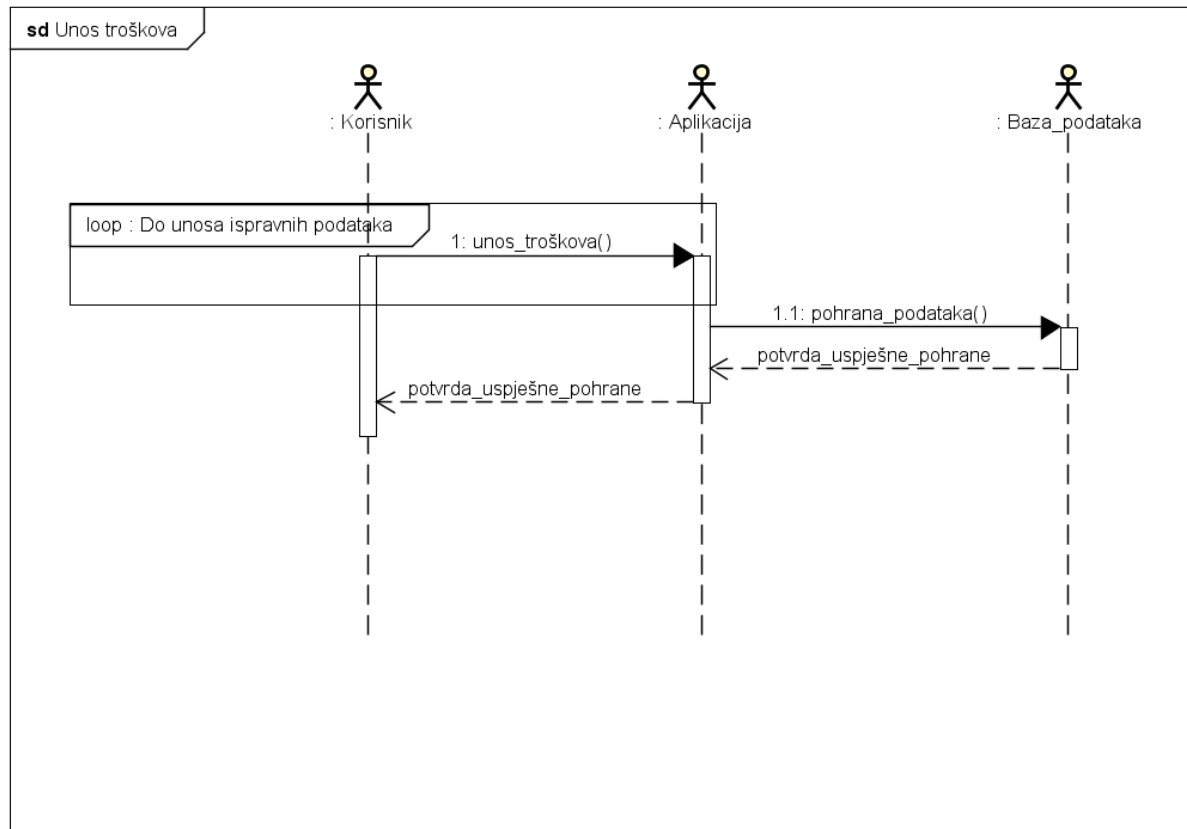 sd Unos troškova
: Korisnik
: Aplikacija
: Baza_podataka
loop : Do unosa ispravnih podataka
1: unos_troškova()
1.1: pohrana_podataka()
potvrda_uspješne_pohrane
potvrda_uspješne_pohrane